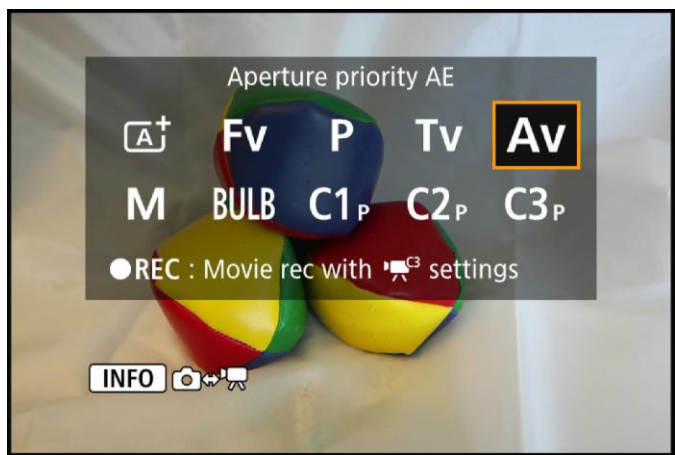 Aperture priority AE
A+ Fv P Tv Av
M BULB C1P C2P C3P
●REC : Movie rec with C3 settings
INFO